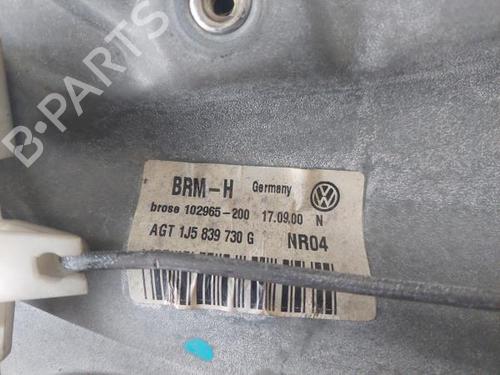 B-PARTS
BRM-H Germany
brose 102965-200 17.09.00 N
AGT 1J5 839 730 G NR04